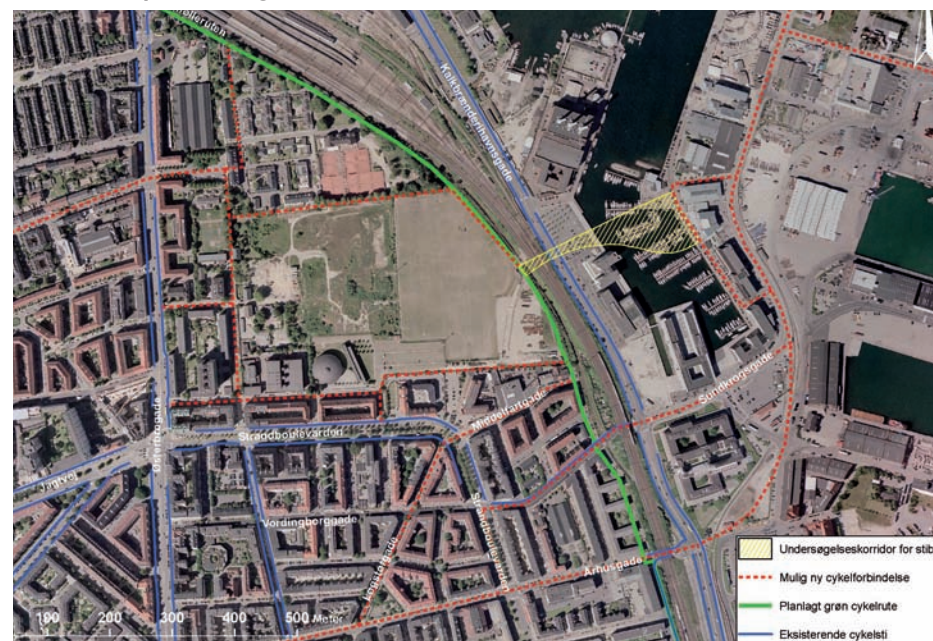 Kalkbrænderihavnsgade
Østerbrogade
Strandboulevarden
Jagtvej
Middelfartgade
Sundkrogsgade
Vordingborggade
Strandboulevarden
Århusgade
100 200 300 400 500 Meter
Undersøgelseskorridor for stib
Mulig ny cykelforbindelse
Planlagt grøn cykelrute
Eksisterende cykelsti